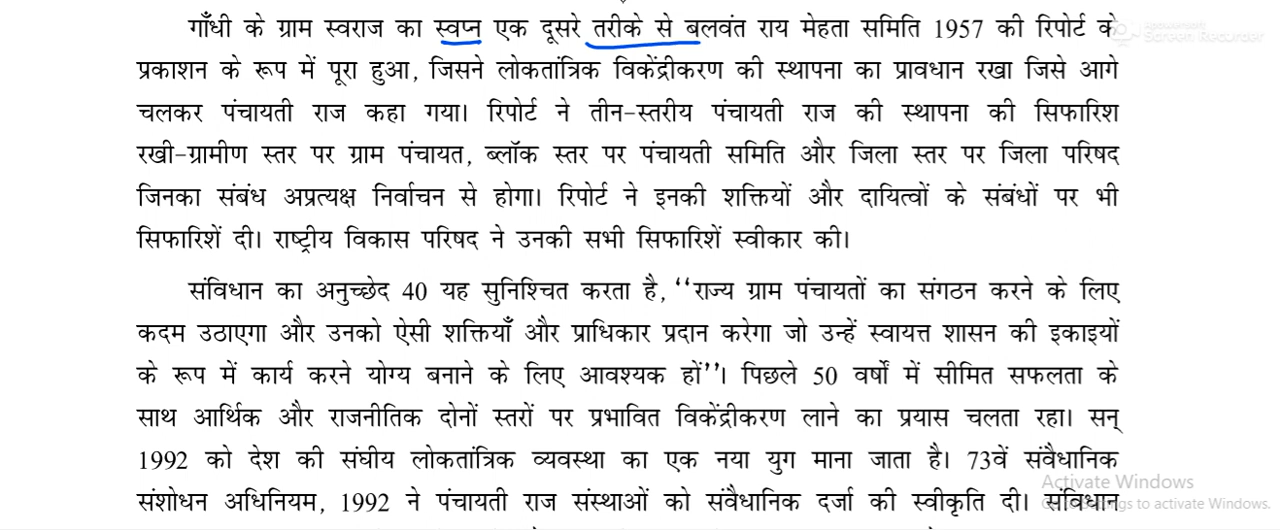 गाँधी के ग्राम स्वराज का स्वप्न एक दूसरे तरीके से बलवंत राय मेहता समिति 1957 की रिपोर्ट के
प्रकाशन के रूप में पूरा हुआ, जिसने लोकतांत्रिक विकेंद्रीकरण की स्थापना का प्रावधान रखा जिसे आगे
चलकर पंचायती राज कहा गया। रिपोर्ट ने तीन-स्तरीय पंचायती राज की स्थापना की सिफारिश
रखी-ग्रामीण स्तर पर ग्राम पंचायत, ब्लॉक स्तर पर पंचायती समिति और जिला स्तर पर जिला परिषद
जिनका संबंध अप्रत्यक्ष निर्वाचन से होगा। रिपोर्ट ने इनकी शक्तियों और दायित्वों के संबंधों पर भी
सिफारिशें दी। राष्ट्रीय विकास परिषद ने उनकी सभी सिफारिशें स्वीकार की।
संविधान का अनुच्छेद 40 यह सुनिश्चित करता है, ‘‘राज्य ग्राम पंचायतों का संगठन करने के लिए
कदम उठाएगा और उनको ऐसी शक्तियाँ और प्राधिकार प्रदान करेगा जो उन्हें स्वायत्त शासन की इकाइयों
के रूप में कार्य करने योग्य बनाने के लिए आवश्यक हों’’। पिछले 50 वर्षों में सीमित सफलता के
साथ आर्थिक और राजनीतिक दोनों स्तरों पर प्रभावित विकेंद्रीकरण लाने का प्रयास चलता रहा। सन्
1992 को देश की संघीय लोकतांत्रिक व्यवस्था का एक नया युग माना जाता है। 73वें संवैधानिक
संशोधन अधिनियम, 1992 ने पंचायती राज संस्थाओं को संवैधानिक दर्जा की स्वीकृति दी। संविधान
Screen Recorder
Activate Windows
to activate Windows.